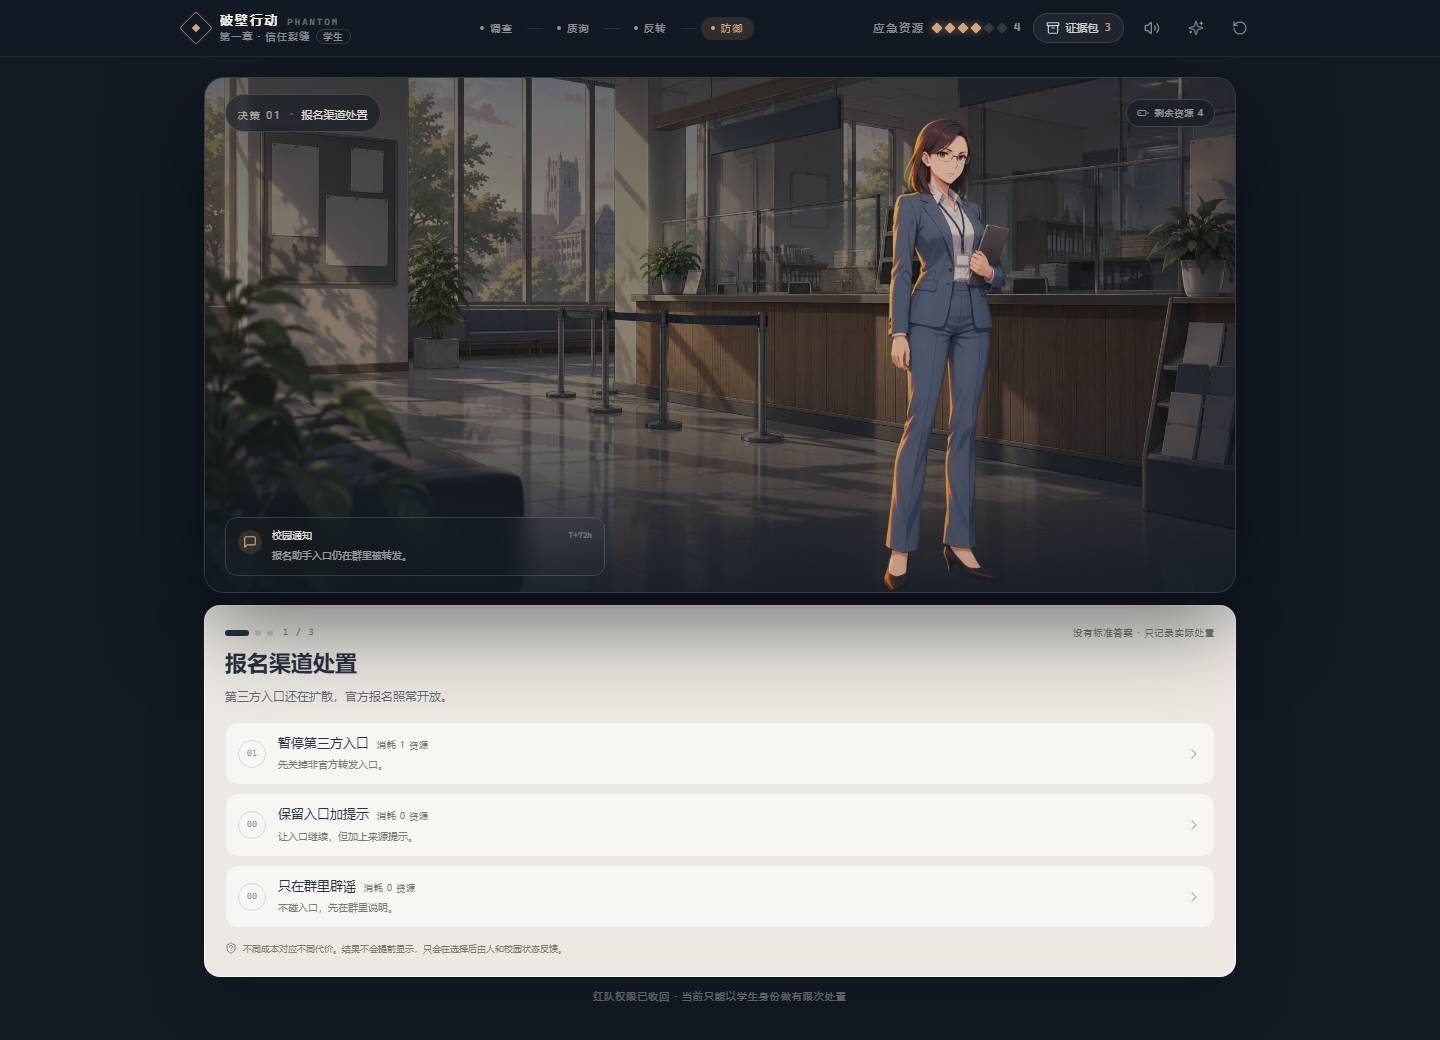 破壁行动 PHANTOM
第一章 · 信任裂缝 学生
调查 质询 反转 防御
应急资源 4 证据包 3
决策 01 · 报名渠道处置
剩余资源 4
校园通知 T+72h
报名助手入口仍在群里被转发。
1 / 3 没有标准答案 · 只记录实际处置
报名渠道处置
第三方入口还在扩散，官方报名照常开放。
01 暂停第三方入口 消耗 1 资源
先关掉非官方转发入口。
00 保留入口加提示 消耗 0 资源
让入口继续，但加上来源提示。
00 只在群里辟谣 消耗 0 资源
不碰入口，先在群里说明。
不同成本对应不同代价。结果不会提前显示，只会在选择后由人和校园状态反馈。
红队权限已收回 · 当前只能以学生身份做有限次处置